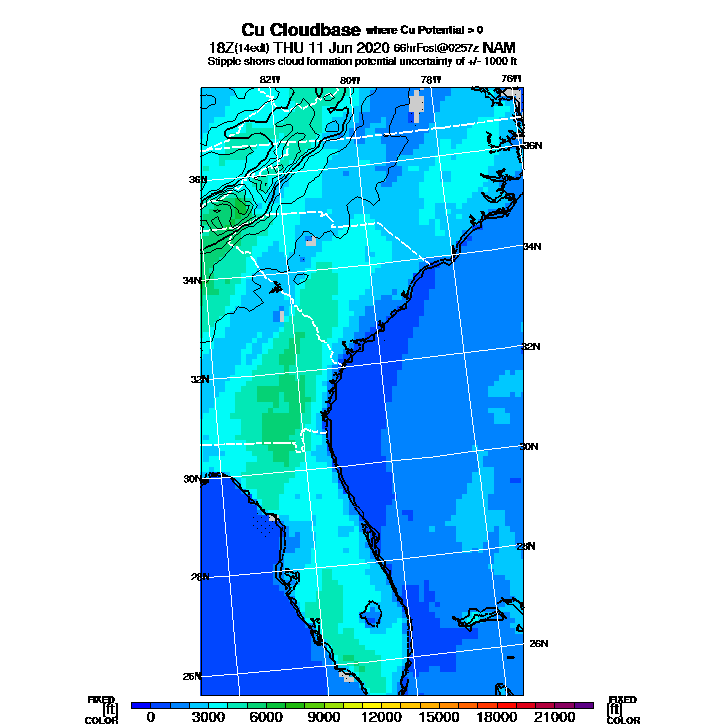 Cu Cloudbase where Cu Potential > 0
18Z(14edt) THU 11 Jun 2020 66hrFcst@0257z NAM
Stipple shows cloud formation potential uncertainty of +/- 1000 ft
82W 80W 78W 76W
36N
36N
34N
34N
32N
32N
30N
30N
28N
28N
26N
26N
FIXED [ft] COLOR
0 3000 6000 9000 12000 15000 18000 21000
FIXED [ft] COLOR